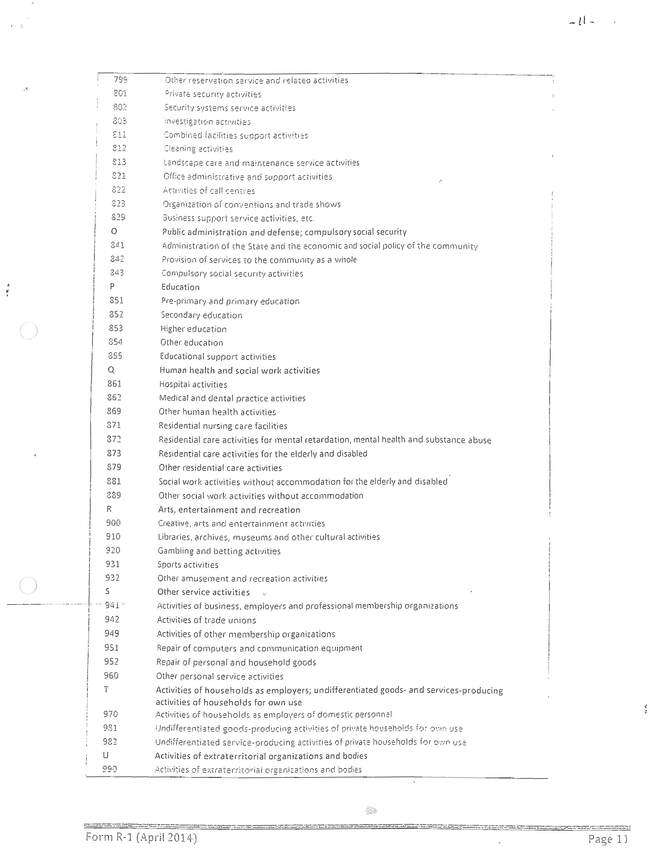 -11-
799 Other reservation service and related activities
801 Private security activities
802 Security systems service activities
803 Investigation activities
811 Combined facilities support activities
812 Cleaning activities
813 Landscape care and maintenance service activities
821 Office administrative and support activities
822 Activities of call centres
823 Organization of conventions and trade shows
829 Business support service activities, etc.
O Public administration and defense; compulsory social security
841 Administration of the State and the economic and social policy of the community
842 Provision of services to the community as a whole
843 Compulsory social security activities
P Education
851 Pre-primary and primary education
852 Secondary education
853 Higher education
854 Other education
855 Educational support activities
Q Human health and social work activities
861 Hospital activities
862 Medical and dental practice activities
869 Other human health activities
871 Residential nursing care facilities
872 Residential care activities for mental retardation, mental health and substance abuse
873 Residential care activities for the elderly and disabled
879 Other residential care activities
881 Social work activities without accommodation for the elderly and disabled
889 Other social work activities without accommodation
R Arts, entertainment and recreation
900 Creative, arts and entertainment activities
910 Libraries, archives, museums and other cultural activities
920 Gambling and betting activities
931 Sports activities
932 Other amusement and recreation activities
S Other service activities
941 Activities of business, employers and professional membership organizations
942 Activities of trade unions
949 Activities of other membership organizations
951 Repair of computers and communication equipment
952 Repair of personal and household goods
960 Other personal service activities
T Activities of households as employers; undifferentiated goods- and services-producing
activities of households for own use
970 Activities of households as employers of domestic personnel
981 Undifferentiated goods-producing activities of private households for own use
982 Undifferentiated service-producing activities of private households for own use
U Activities of extraterritorial organizations and bodies
990 Activities of extraterritorial organizations and bodies
Form R-1 (April 2014) Page 11